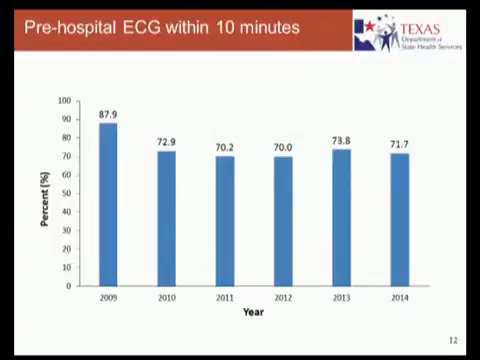 Pre-hospital ECG within 10 minutes
TEXAS
Department of
State Health Services
100
90
80
70
60
50
40
30
20
10
0
Percent (%)
87.9
72.9
70.2
70.0
73.8
71.7
2009 2010 2011 2012 2013 2014
Year
12